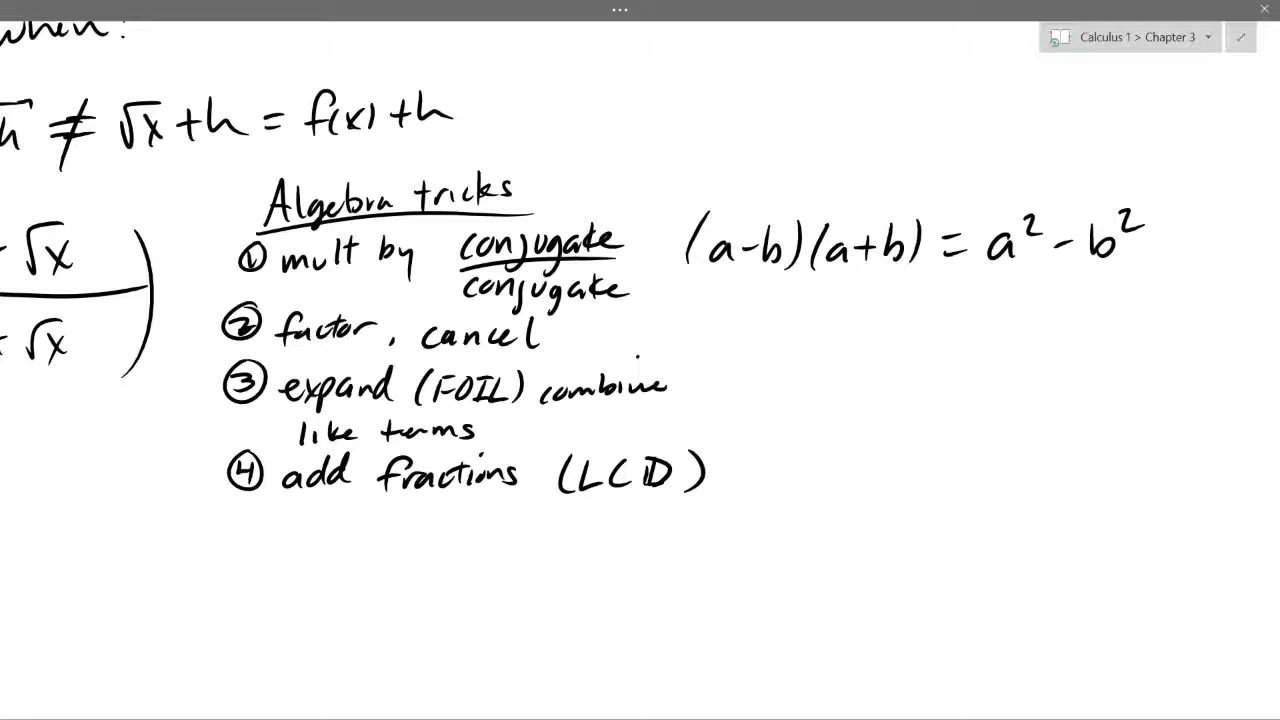 Calculus 1 > Chapter 3
when:
h ≠ √x + h = f(x) + h
Algebra tricks
① mult by conjugate/conjugate (a-b)(a+b) = a² - b²
√x
√x
② factor, cancel
③ expand (FOIL) combine
like terms
④ add fractions (LCD)